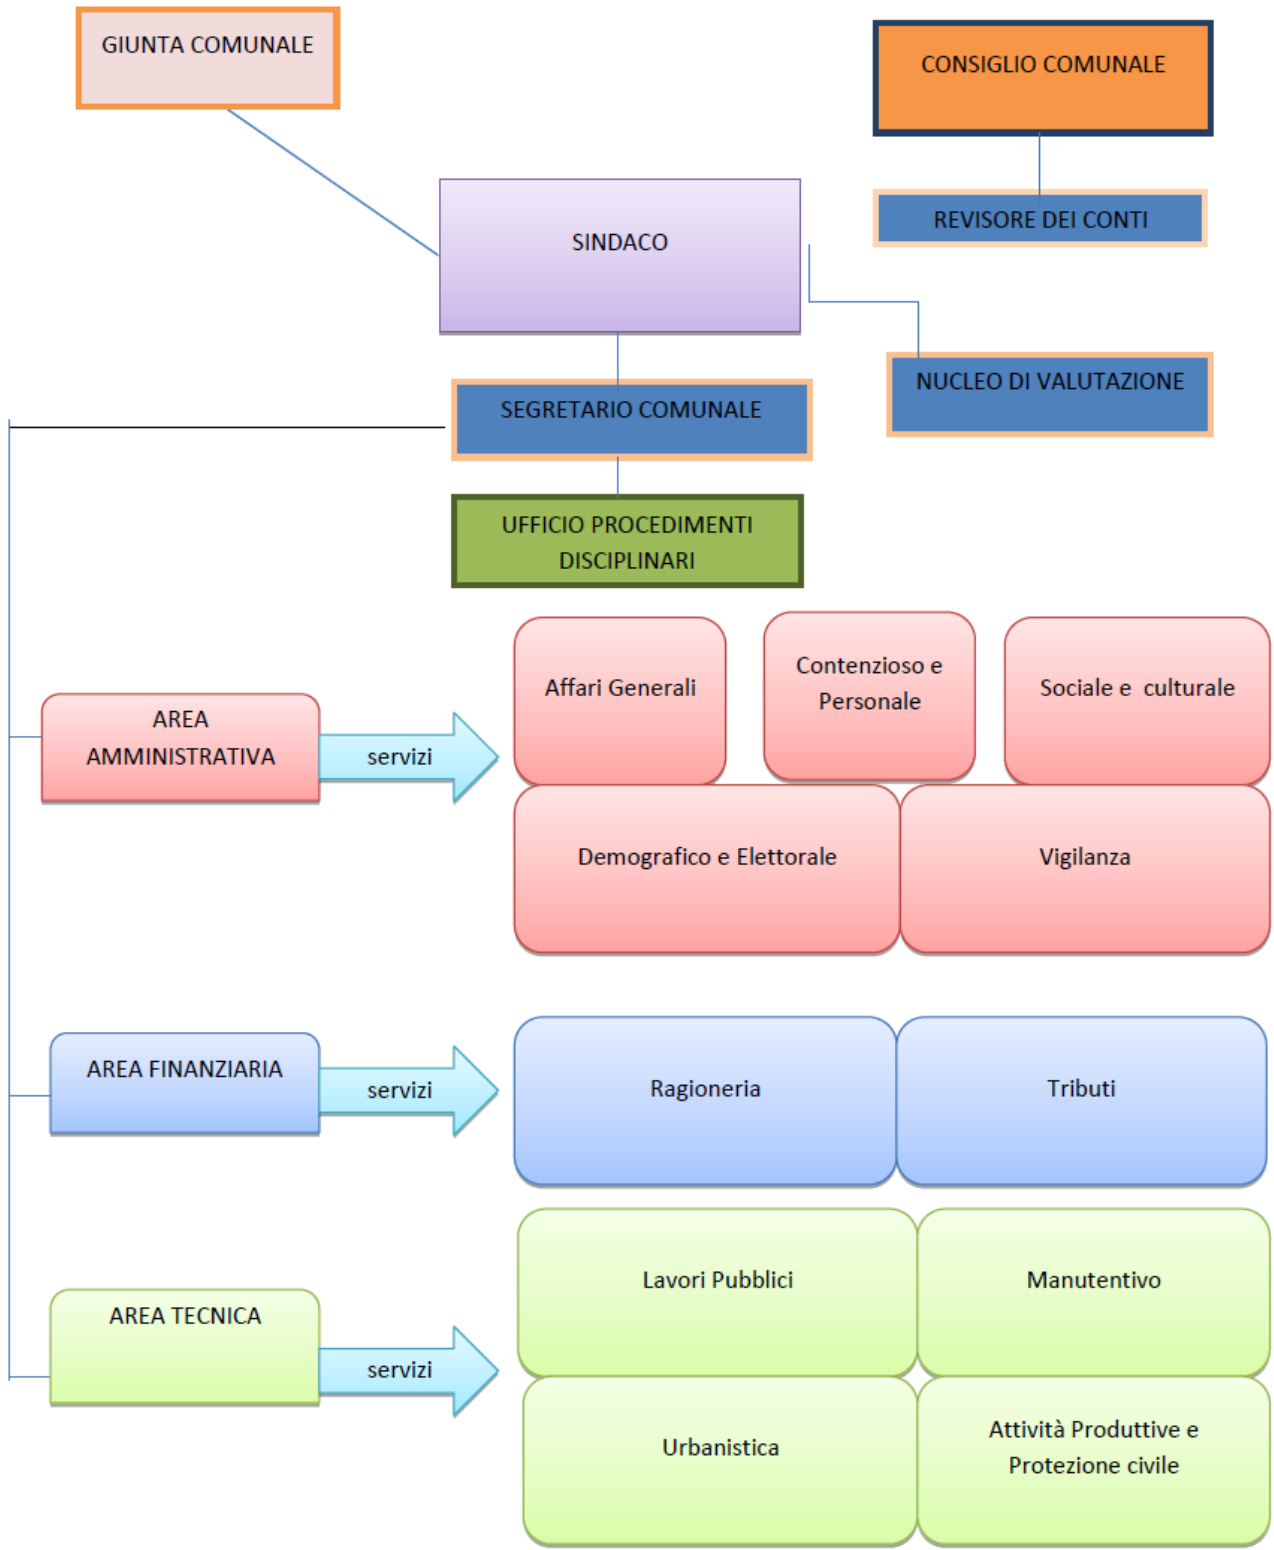 GIUNTA COMUNALE
CONSIGLIO COMUNALE
REVISORE DEI CONTI
SINDACO
NUCLEO DI VALUTAZIONE
SEGRETARIO COMUNALE
UFFICIO PROCEDIMENTI
DISCIPLINARI
AREA
AMMINISTRATIVA
servizi
Affari Generali
Contenzioso e
Personale
Sociale e culturale
Demografico e Elettorale
Vigilanza
AREA FINANZIARIA
servizi
Ragioneria
Tributi
AREA TECNICA
servizi
Lavori Pubblici
Manutentivo
Urbanistica
Attività Produttive e
Protezione civile